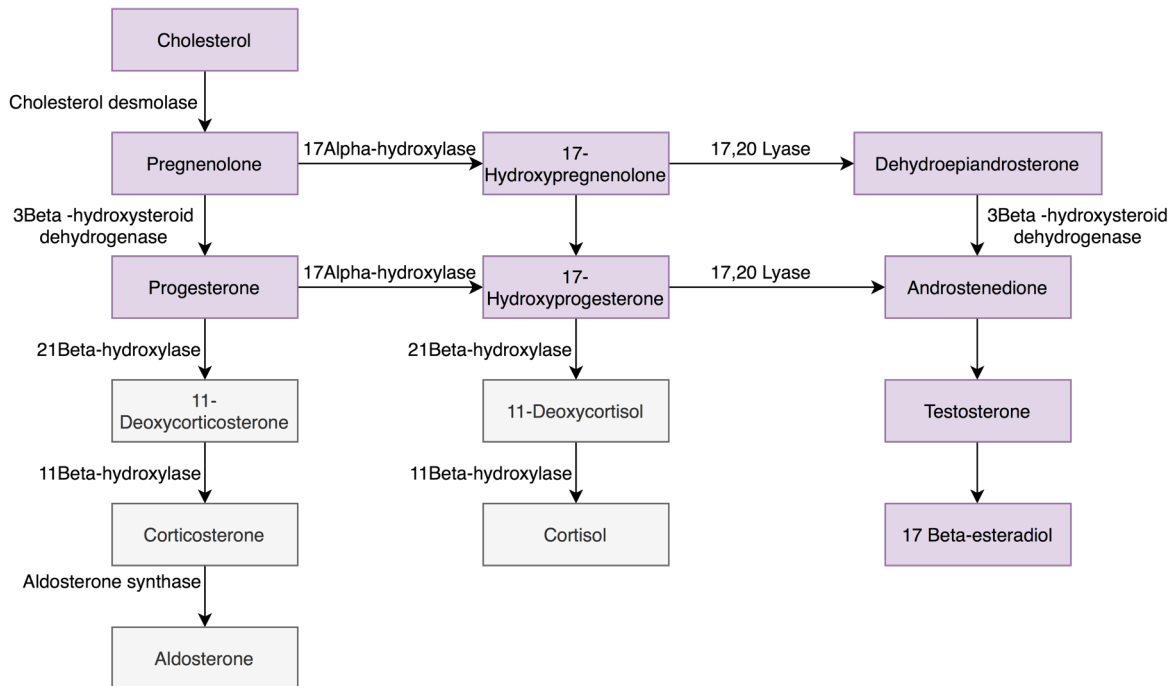 Cholesterol
Cholesterol desmolase
Pregnenolone
17Alpha-hydroxylase
17-
Hydroxypregnenolone
17,20 Lyase
Dehydroepiandrosterone
3Beta -hydroxysteroid
dehydrogenase
3Beta -hydroxysteroid
dehydrogenase
Progesterone
17Alpha-hydroxylase
17-
Hydroxyprogesterone
17,20 Lyase
Androstenedione
21Beta-hydroxylase
21Beta-hydroxylase
11-
Deoxycorticosterone
11-Deoxycortisol
Testosterone
11Beta-hydroxylase
11Beta-hydroxylase
Corticosterone
Cortisol
17 Beta-esteradiol
Aldosterone synthase
Aldosterone